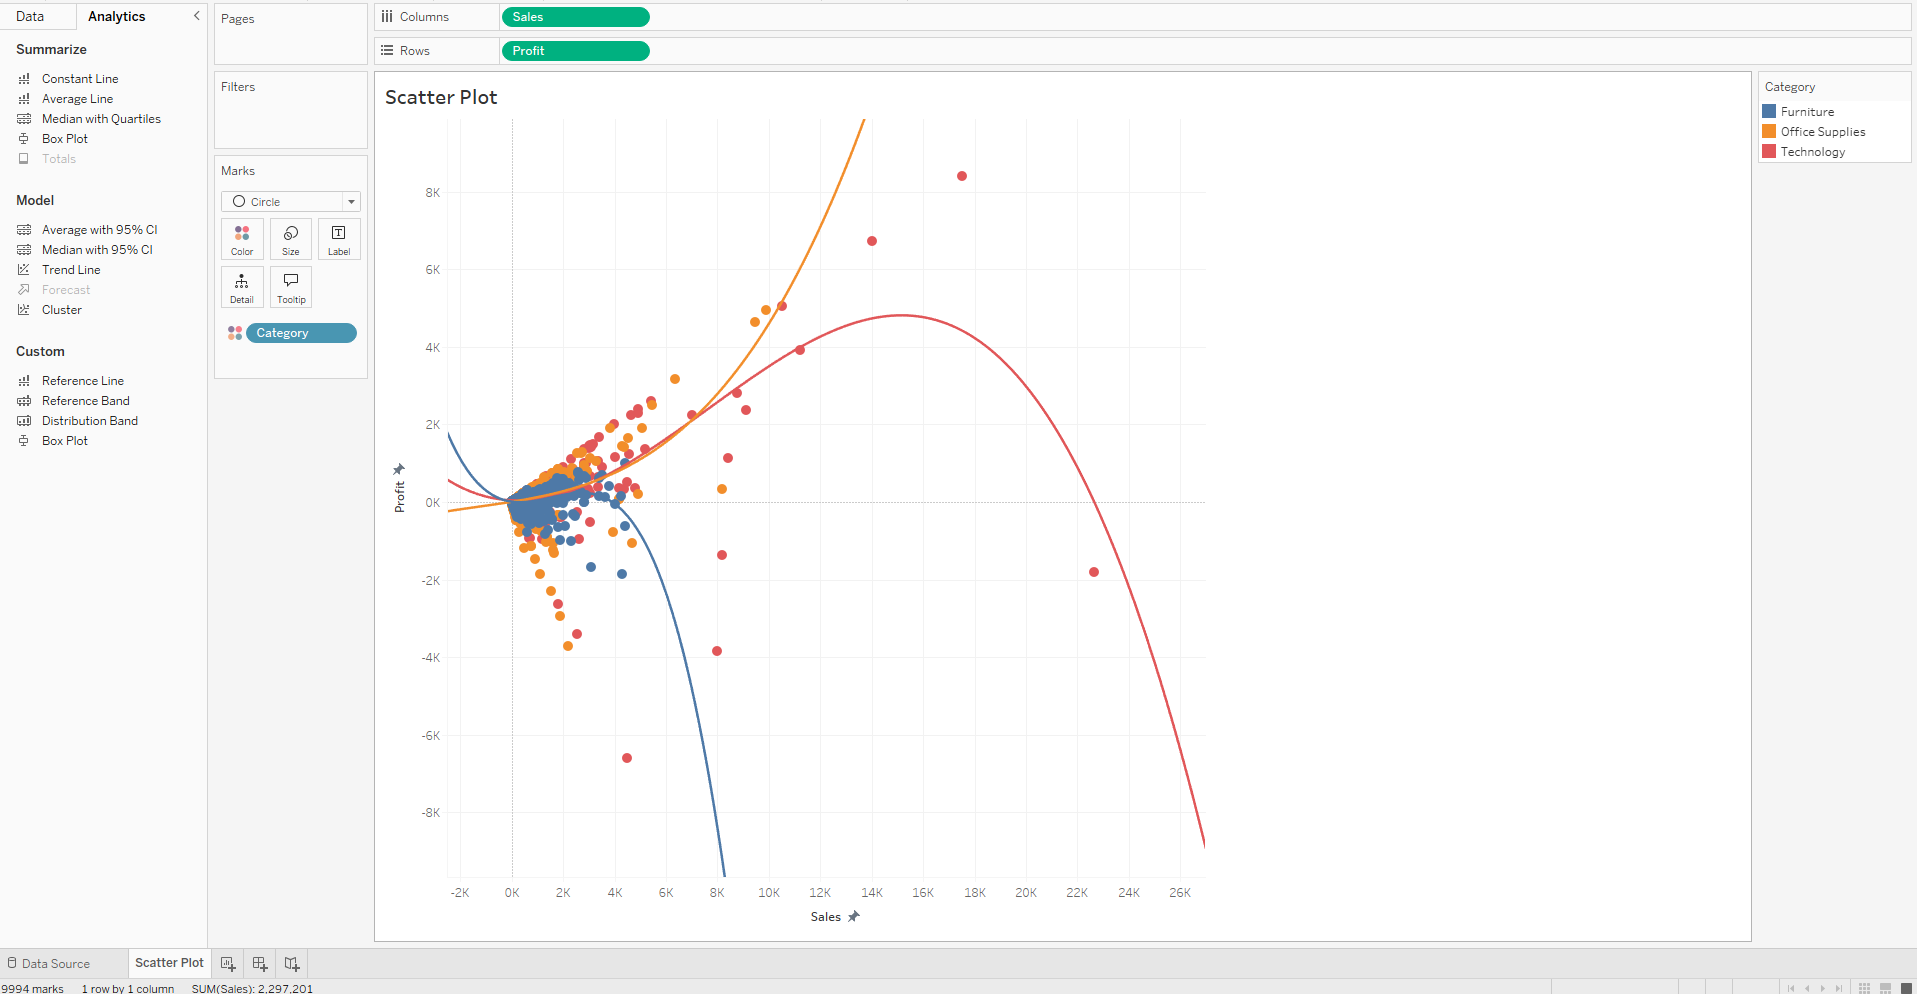 Data
Analytics
Summarize
Constant Line
Average Line
Median with Quartiles
Box Plot
Totals
Model
Average with 95% CI
Median with 95% CI
Trend Line
Forecast
Cluster
Custom
Reference Line
Reference Band
Distribution Band
Box Plot
Pages
Filters
Marks
Circle
Color
Size
Label
Detail
Tooltip
Category
Columns
Sales
Rows
Profit
Scatter Plot
8K
6K
4K
2K
0K
-2K
-4K
-6K
-8K
Profit
-2K 0K 2K 4K 6K 8K 10K 12K 14K 16K 18K 20K 22K 24K 26K
Sales
Category
Furniture
Office Supplies
Technology
Data Source
Scatter Plot
9994 marks
1 row by 1 column
SUM(Sales): 2,297,201